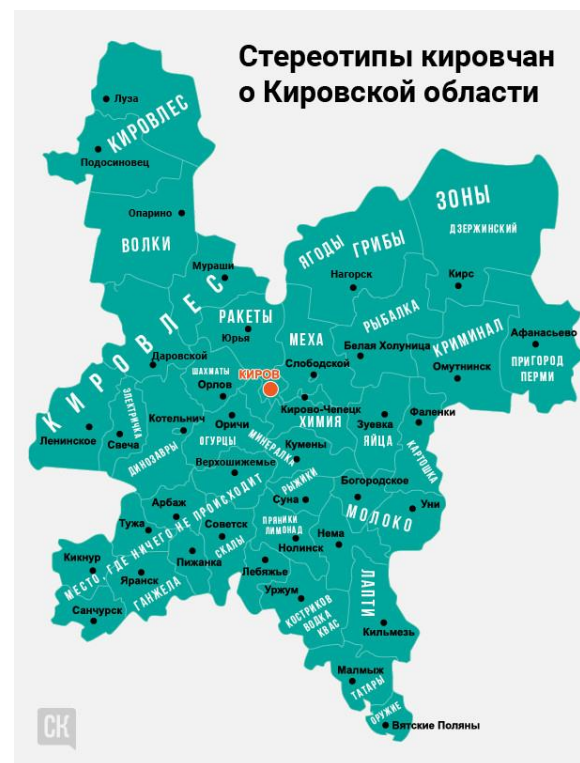 Стереотипы кировчан
о Кировской области
Луза
КИРОВЛЕС
Подосиновец
Опарино
ВОЛКИ
Мураши
ЗОНЫ
ДЗЕРЖИНСКИЙ
ЯГОДЫ ГРИБЫ
Нагорск
Кирс
КИРОВЛЕС
РАКЕТЫ
Юрья
МЕХА
РЫБАЛКА
Белая Холуница
КРИМИНАЛ
Афанасьево
Омутнинск
ПРИГОРОД
ПЕРМИ
Даровской
ШАХМАТЫ
КИРОВ
Слободской
Орлов
Кирово-Чепецк
ХИМИЯ
Зуевка
ЯЙЦА
Фаленки
КАРТОШКА
Ленинское
ЭЛЕКТРИЧКА
Свеча
Котельнич
ДИНОЗАВРЫ
Оричи
ОГУРЦЫ
МИНЕРАЛКА
Кумены
Верхошижемье
РЫЖИКИ
Суна
Богородское
Уни
МОЛОКО
Арбаж
Тужа
МЕСТО, ГДЕ НИЧЕГО НЕ ПРОИСХОДИТ
Советск
СКАЛЫ
ПРЯНИКИ
ЛИМОНАД
Нолинск
Нема
Кикнур
Яранск
Пижанка
ГАНЖЕЛА
Санчурск
Лебяжье
Уржум
КОСТРИКОВ
ВОДКА
КВАС
ЛАПТИ
Кильмезь
Малмыж
ТАТАРЫ
ОРУЖИЕ
Вятские Поляны
СК